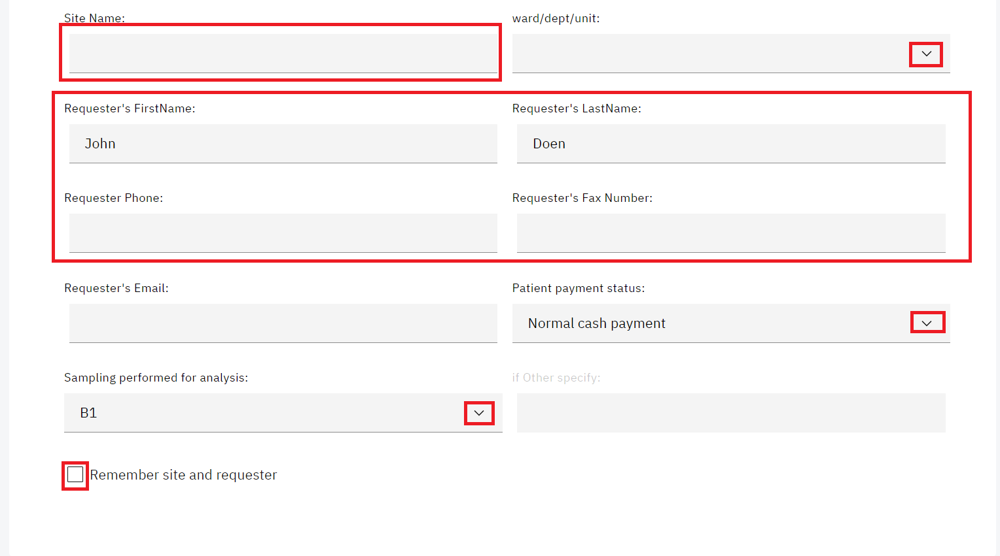 Site Name:
ward/dept/unit:
Requester's FirstName:
Requester's LastName:
John
Doen
Requester Phone:
Requester's Fax Number:
Requester's Email:
Patient payment status:
Normal cash payment
Sampling performed for analysis:
if Other specify:
B1
Remember site and requester